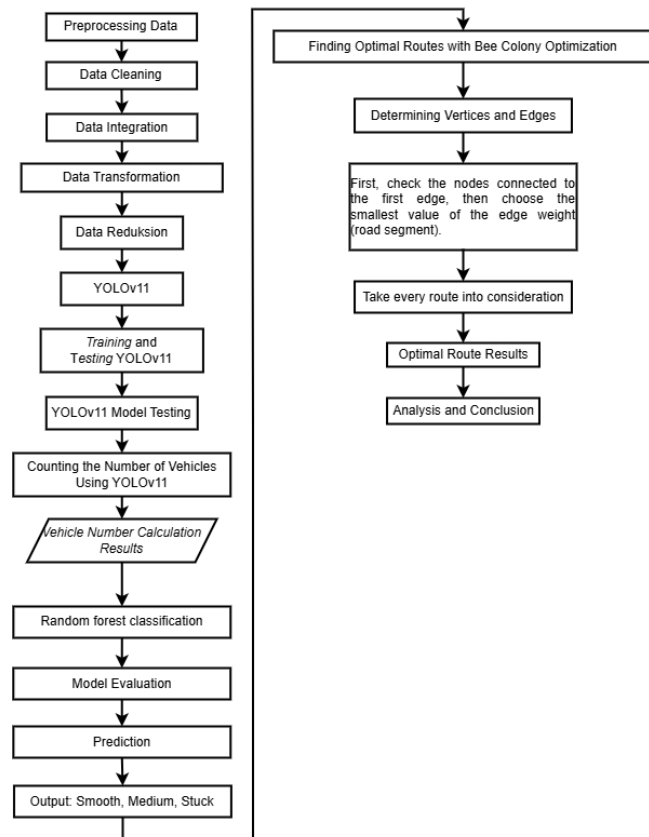 Preprocessing Data
Data Cleaning
Data Integration
Data Transformation
Data Reduksion
YOLOv11
Training and
Testing YOLOv11
YOLOv11 Model Testing
Counting the Number of Vehicles
Using YOLOv11
Vehicle Number Calculation
Results
Random forest classification
Model Evaluation
Prediction
Output: Smooth, Medium, Stuck
Finding Optimal Routes with Bee Colony Optimization
Determining Vertices and Edges
First, check the nodes connected to
the first edge, then choose the
smallest value of the edge weight
(road segment).
Take every route into consideration
Optimal Route Results
Analysis and Conclusion